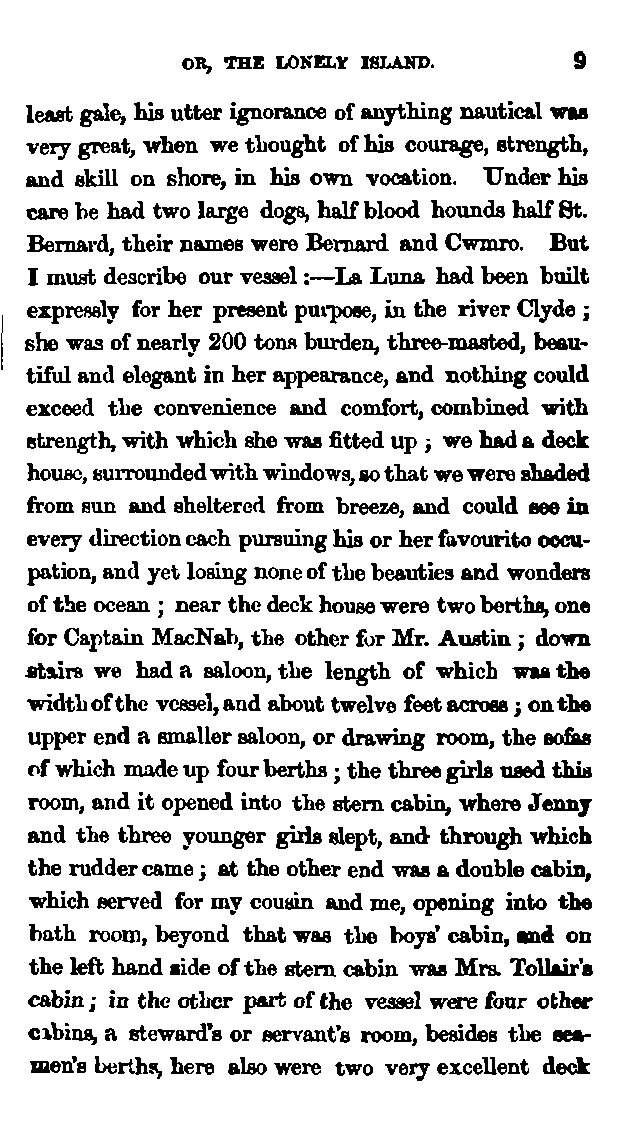 OR, THE LONELY ISLAND. 9
least gale, his utter ignorance of anything nautical was
very great, when we thought of his courage, strength,
and skill on shore, in his own vocation. Under his
care he had two large dogs, half blood hounds half St.
Bernard, their names were Bernard and Cwmro. But
I must describe our vessel :—La Luna had been built
expressly for her present purpose, in the river Clyde ;
she was of nearly 200 tons burden, three-masted, beau-
tiful and elegant in her appearance, and nothing could
exceed the convenience and comfort, combined with
strength, with which she was fitted up ; we had a deck
house, surrounded with windows, so that we were shaded
from sun and sheltered from breeze, and could see in
every direction each pursuing his or her favourite occu-
pation, and yet losing none of the beauties and wonders
of the ocean ; near the deck house were two berths, one
for Captain MacNab, the other for Mr. Austin ; down
stairs we had a saloon, the length of which was the
width of the vessel, and about twelve feet across ; on the
upper end a smaller saloon, or drawing room, the sofas
of which made up four berths ; the three girls used this
room, and it opened into the stern cabin, where Jenny
and the three younger girls slept, and through which
the rudder came ; at the other end was a double cabin,
which served for my cousin and me, opening into the
bath room, beyond that was the boys' cabin, and on
the left hand side of the stern cabin was Mrs. Tollair's
cabin ; in the other part of the vessel were four other
cabins, a steward's or servant's room, besides the sea-
men's berths, here also were two very excellent deck